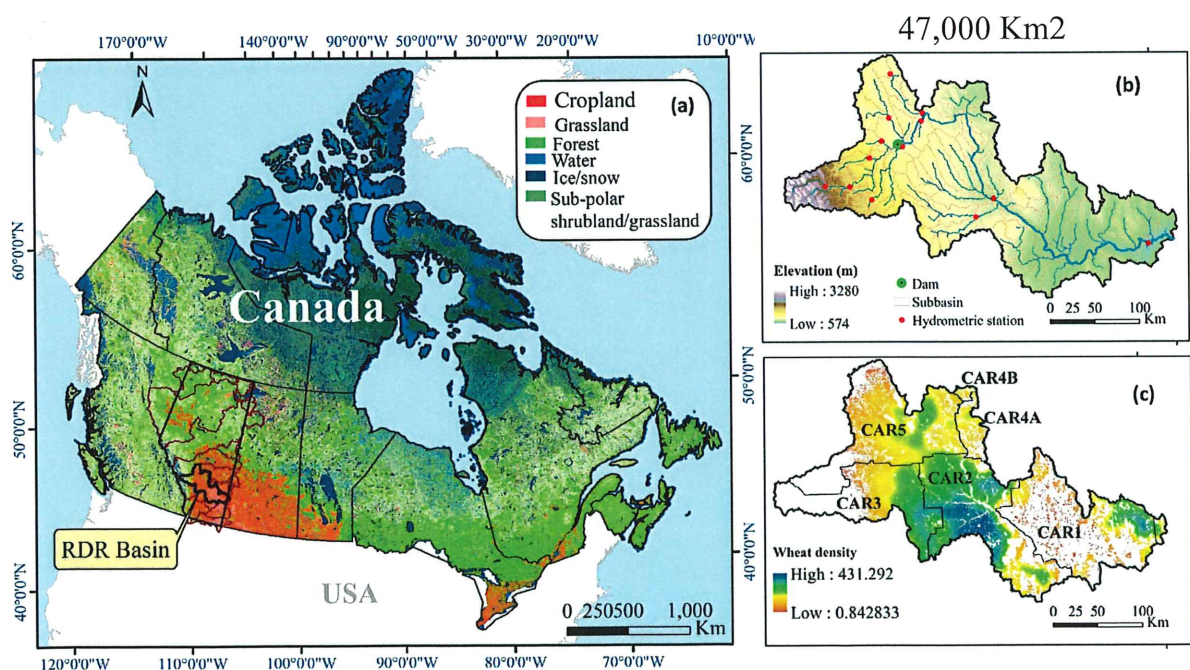 47,000 Km2
170°0'0"W
140°0'0"W
90°0'0"W
50°0'0"W
30°0'0"W
20°0'0"W
10°0'0"W
N
(a)
Cropland
Grassland
Forest
Water
Ice/snow
Sub-polar
shrubland/grassland
60°0'0"N
50°0'0"N
40°0'0"N
Canada
RDR Basin
USA
0 250500 1,000
Km
60°0'0"N
50°0'0"N
40°0'0"N
120°0'0"W
110°0'0"W
100°0'0"W
90°0'0"W
80°0'0"W
70°0'0"W
(b)
Elevation (m)
High : 3280
Low : 574
Dam
Subbasin
Hydrometric station
0 25 50 100
Km
(c)
CAR4B
CAR4A
CAR5
CAR2
CAR3
CAR1
Wheat density
High : 431.292
Low : 0.842833
0 25 50 100
Km